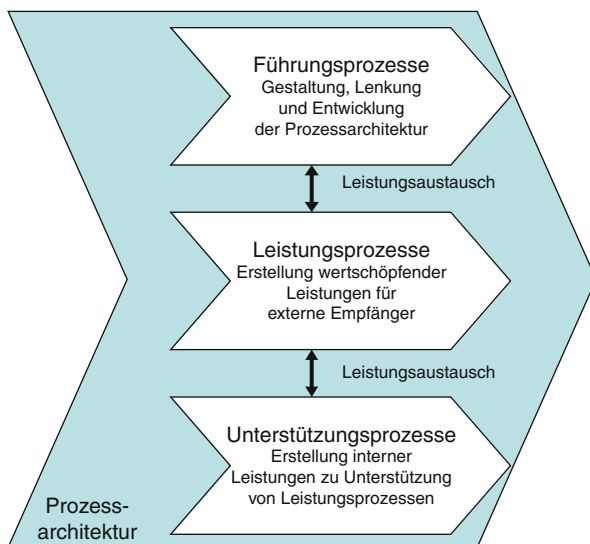 Führungsprozesse
Gestaltung, Lenkung
und Entwicklung
der Prozessarchitektur
Leistungsaustausch
Leistungsprozesse
Erstellung wertschöpfender
Leistungen für
externe Empfänger
Leistungsaustausch
Unterstützungsprozesse
Erstellung interner
Leistungen zu Unterstützung
von Leistungsprozessen
Prozess-
architektur